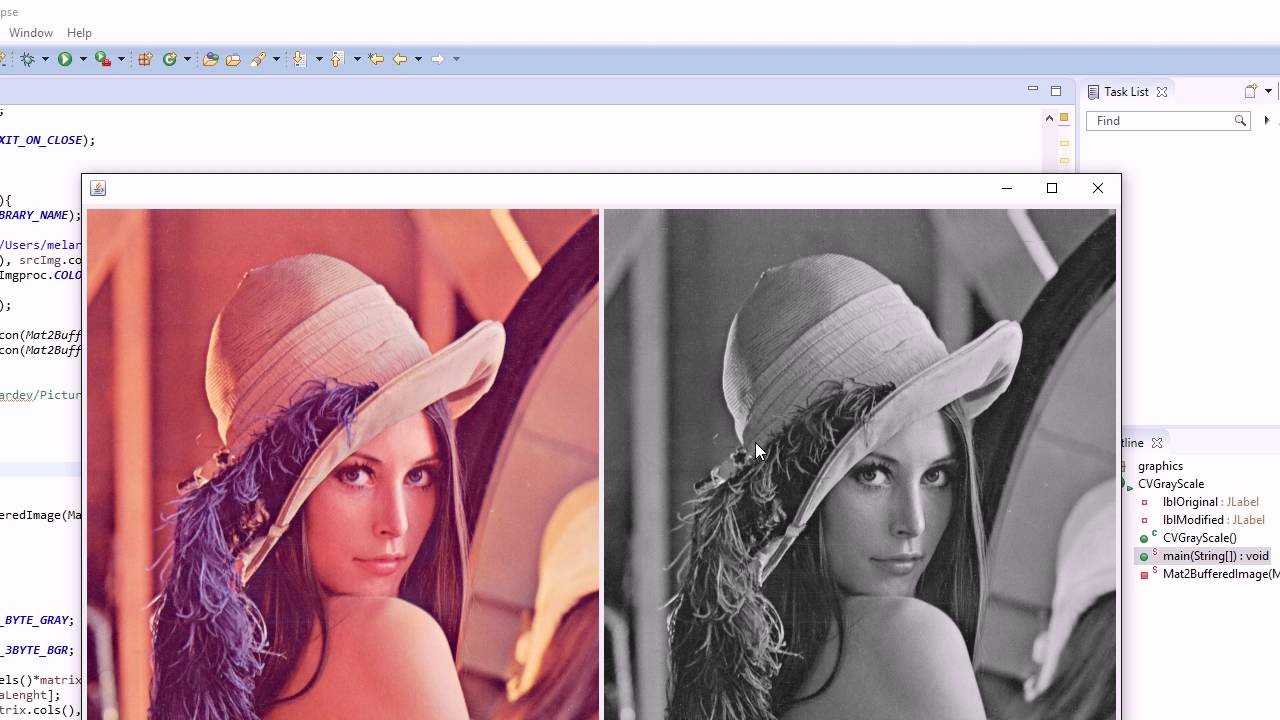 pse
Window Help
Task List
;
Find
XIT_ON_CLOSE);
){
BRARY_NAME);
/Users/melar
), srcImg.co
Imgproc.COLO
);
con(Mat2Buff
con(Mat2Buff
ardev/Pictur
tline
graphics
CVGrayScale
lblOriginal : JLabel
eredImage(Ma
lblModified : JLabel
CVGrayScale()
main(String[]) : void
Mat2BufferedImage(M
_BYTE_GRAY;
_3BYTE_BGR;
els()*matrix
aLenght];
trix.cols(),